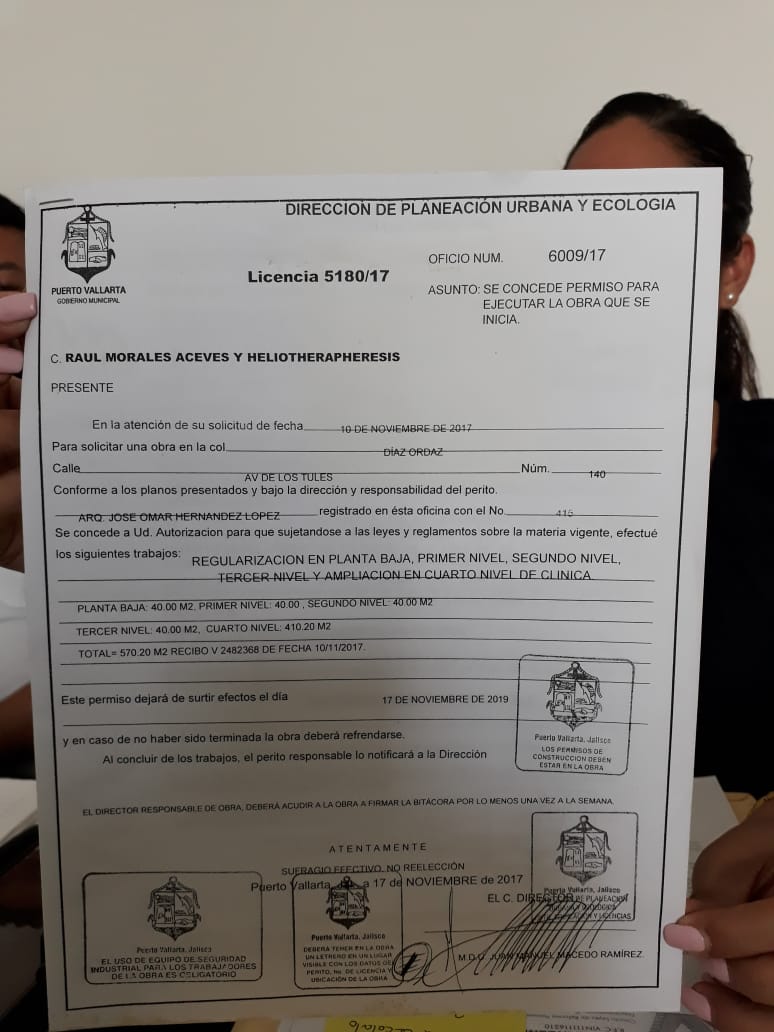 DIRECCION DE PLANEACIÓN URBANA Y ECOLOGIA
PUERTO VALLARTA
GOBIERNO MUNICIPAL
Licencia 5180/17
OFICIO NUM. 6009/17
ASUNTO: SE CONCEDE PERMISO PARA
EJECUTAR LA OBRA QUE SE
INICIA.
C. RAUL MORALES ACEVES Y HELIOTHERAPHERESIS
PRESENTE
En la atención de su solicitud de fecha 10 DE NOVIEMBRE DE 2017
Para solicitar una obra en la col. DÍAZ ORDAZ
Calle AV DE LOS TULES Núm. 140
Conforme a los planos presentados y bajo la dirección y responsabilidad del perito.
ARQ. JOSE OMAR HERNANDEZ LOPEZ registrado en ésta oficina con el No.
Se concede a Ud. Autorizacion para que sujetandose a las leyes y reglamentos sobre la materia vigente, efectué
los siguientes trabajos: REGULARIZACION EN PLANTA BAJA, PRIMER NIVEL, SEGUNDO NIVEL,
TERCER NIVEL Y AMPLIACION EN CUARTO NIVEL DE CLINICA.
PLANTA BAJA: 40.00 M2, PRIMER NIVEL: 40.00 , SEGUNDO NIVEL: 40.00 M2
TERCER NIVEL: 40.00 M2, CUARTO NIVEL: 410.20 M2
TOTAL= 570.20 M2 RECIBO V 2482368 DE FECHA 10/11/2017.
Este permiso dejará de surtir efectos el día 17 DE NOVIEMBRE DE 2019
y en caso de no haber sido terminada la obra deberá refrendarse.
Al concluir de los trabajos, el perito responsable lo notificará a la Dirección
Puerto Vallarta, Jalisco
LOS PERMISOS DE
CONSTRUCCION DEBEN
ESTAR EN LA OBRA
EL DIRECTOR RESPONSABLE DE OBRA, DEBERÁ ACUDIR A LA OBRA A FIRMAR LA BITÁCORA POR LO MENOS UNA VEZ A LA SEMANA.
ATENTAMENTE
SUFRAGIO EFECTIVO, NO REELECCIÓN
Puerto Vallarta, a 17 de NOVIEMBRE de 2017
EL C. DIRECTOR
Puerto Vallarta, Jalisco
DE PLANEACIÓN
Y LICENCIAS
M.D.C. JUAN MANUEL MACEDO RAMÍREZ.
Puerto Vallarta, Jalisco
EL USO DE EQUIPO DE SEGURIDAD
INDUSTRIAL PARA LOS TRABAJADORES
DE LA OBRA ES OBLIGATORIO
Puerto Vallarta, Jalisco
DEBERA TENER EN LA OBRA
UN LETRERO EN UN LUGAR
VISIBLE CON LOS DATOS DE
PERITO, No. DE LICENCIA Y
UBICACIÓN DE LA OBRA